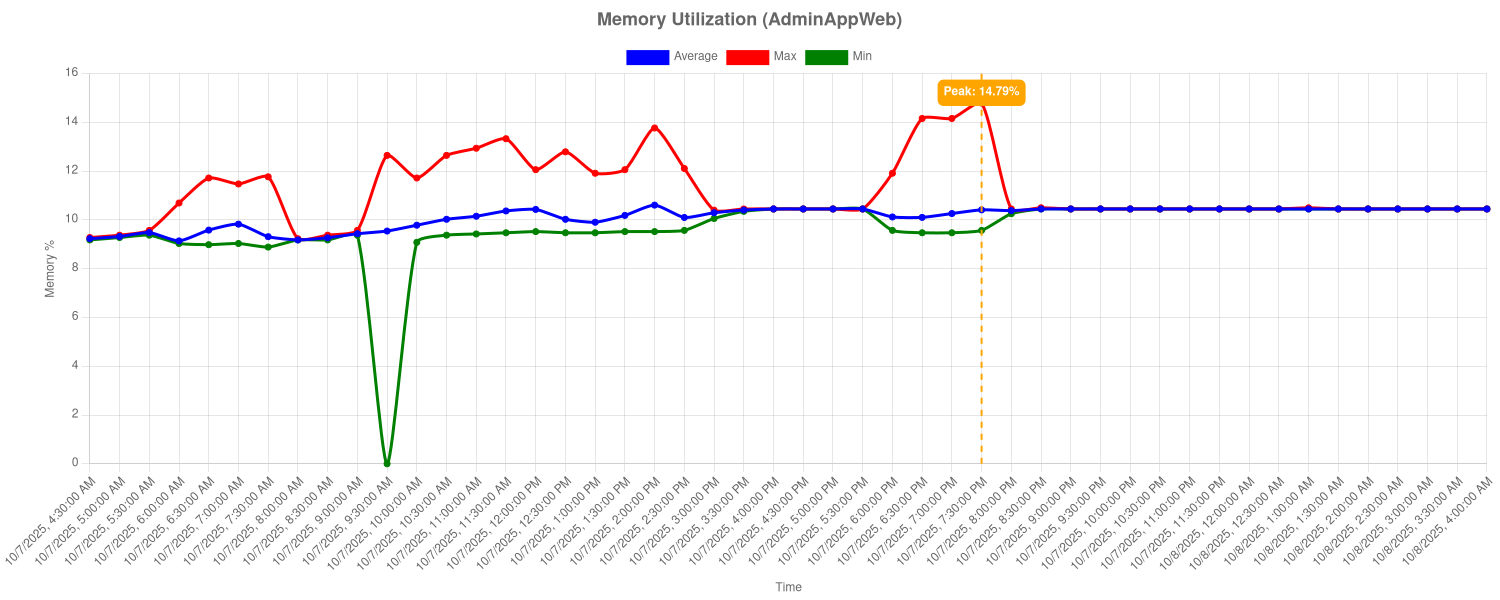 Memory Utilization (AdminAppWeb)
Average Max Min
Peak: 14.79%
16
14
12
10
8
6
4
2
0
Memory %
10/7/2025, 4:30:00 AM
10/7/2025, 5:00:00 AM
10/7/2025, 5:30:00 AM
10/7/2025, 6:00:00 AM
10/7/2025, 6:30:00 AM
10/7/2025, 7:00:00 AM
10/7/2025, 7:30:00 AM
10/7/2025, 8:00:00 AM
10/7/2025, 8:30:00 AM
10/7/2025, 9:00:00 AM
10/7/2025, 9:30:00 AM
10/7/2025, 10:00:00 AM
10/7/2025, 10:30:00 AM
10/7/2025, 11:00:00 AM
10/7/2025, 11:30:00 AM
10/7/2025, 12:00:00 PM
10/7/2025, 12:30:00 PM
10/7/2025, 1:00:00 PM
10/7/2025, 1:30:00 PM
10/7/2025, 2:00:00 PM
10/7/2025, 2:30:00 PM
10/7/2025, 3:00:00 PM
10/7/2025, 3:30:00 PM
10/7/2025, 4:00:00 PM
10/7/2025, 4:30:00 PM
10/7/2025, 5:00:00 PM
10/7/2025, 5:30:00 PM
10/7/2025, 6:00:00 PM
10/7/2025, 6:30:00 PM
10/7/2025, 7:00:00 PM
10/7/2025, 7:30:00 PM
10/7/2025, 8:00:00 PM
10/7/2025, 8:30:00 PM
10/7/2025, 9:00:00 PM
10/7/2025, 9:30:00 PM
10/7/2025, 10:00:00 PM
10/7/2025, 10:30:00 PM
10/7/2025, 11:00:00 PM
10/7/2025, 11:30:00 PM
10/8/2025, 12:00:00 AM
10/8/2025, 12:30:00 AM
10/8/2025, 1:00:00 AM
10/8/2025, 1:30:00 AM
10/8/2025, 2:00:00 AM
10/8/2025, 2:30:00 AM
10/8/2025, 3:00:00 AM
10/8/2025, 3:30:00 AM
10/8/2025, 4:00:00 AM
Time